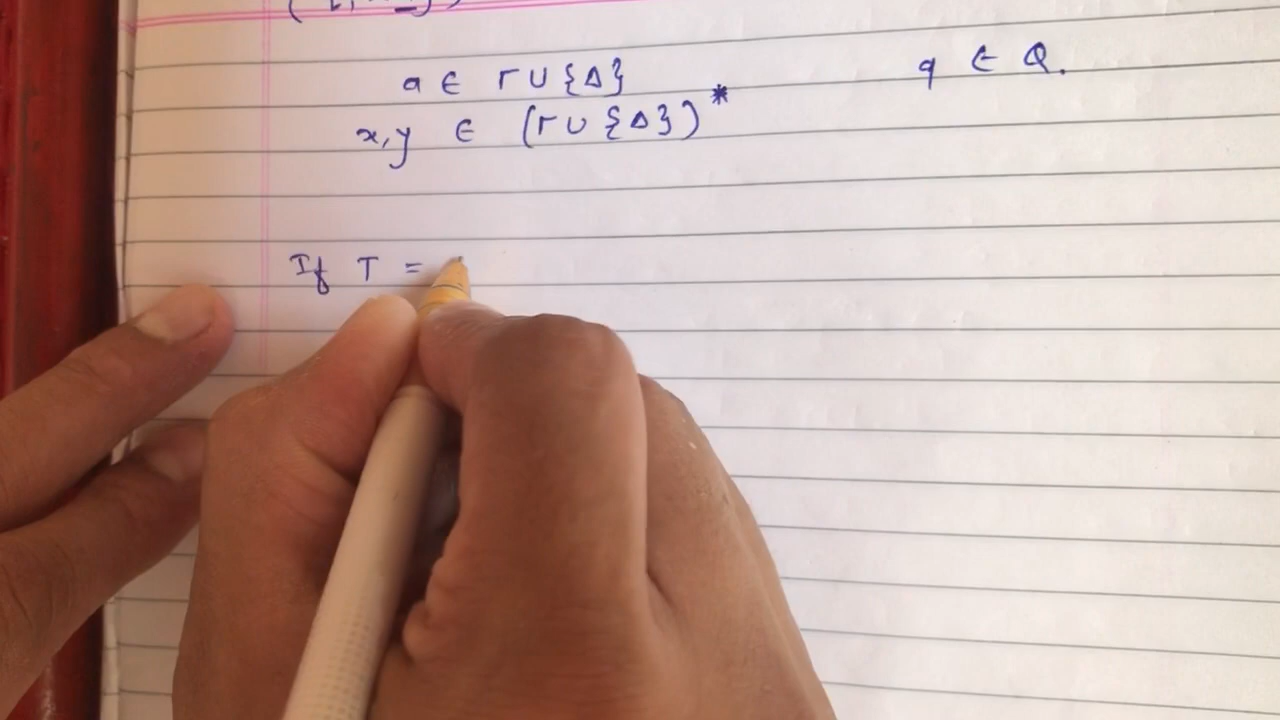 a ∈ Γ∪{Δ} q ∈ Q.
x,y ∈ (Γ∪{Δ})*
If T =